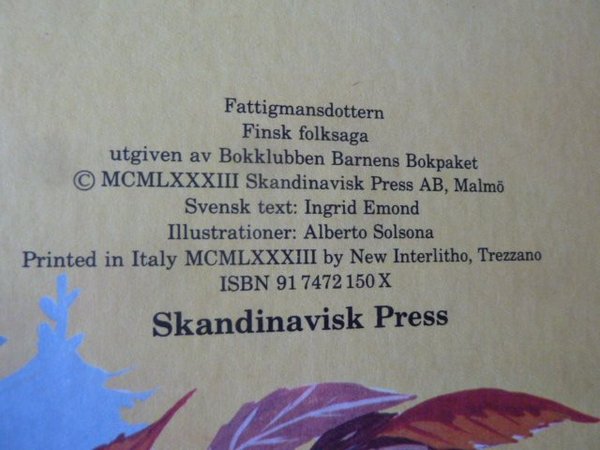 Fattigmansdottern
Finsk folksaga
utgiven av Bokklubben Barnens Bokpaket
© MCMLXXXIII Skandinavisk Press AB, Malmö
Svensk text: Ingrid Emond
Illustrationer: Alberto Solsona
Printed in Italy MCMLXXXIII by New Interlitho, Trezzano
ISBN 91 7472 150 X
Skandinavisk Press